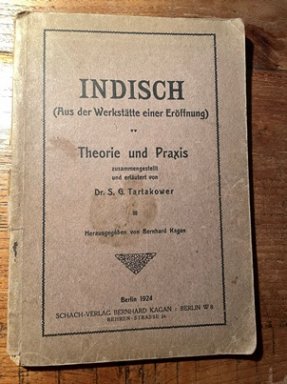 INDISCH
(Aus der Werkstätte einer Eröffnung)
Theorie und Praxis
zusammengestellt
und erläutert von
Dr. S. G. Tartakower
Herausgegeben von Bernhard Kagan
Berlin 1924
SCHACH-VERLAG BERNHARD KAGAN · BERLIN W 8
BEHREN-STRASSE 24